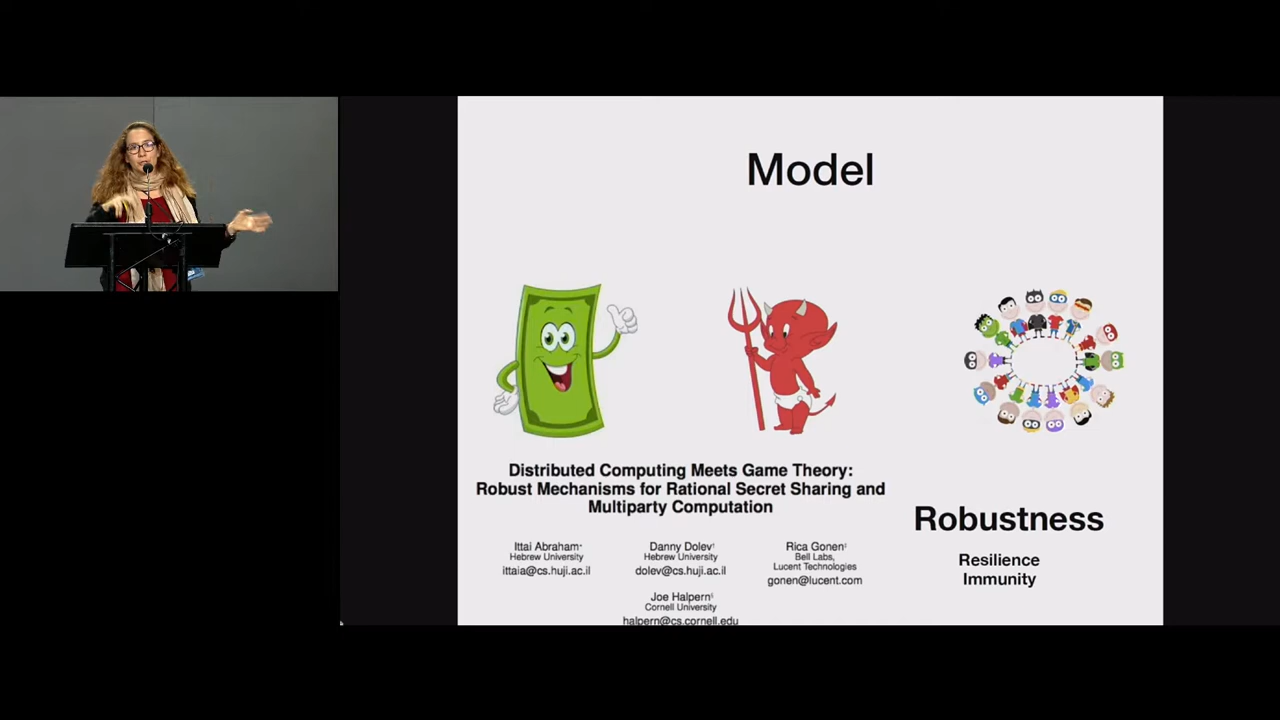 Model
Distributed Computing Meets Game Theory:
Robust Mechanisms for Rational Secret Sharing and
Multiparty Computation
Ittai Abraham*
Hebrew University
ittaia@cs.huji.ac.il
Danny Dolev†
Hebrew University
dolev@cs.huji.ac.il
Rica Gonen‡
Bell Labs,
Lucent Technologies
gonen@lucent.com
Joe Halpern§
Cornell University
halpern@cs.cornell.edu
Robustness
Resilience
Immunity